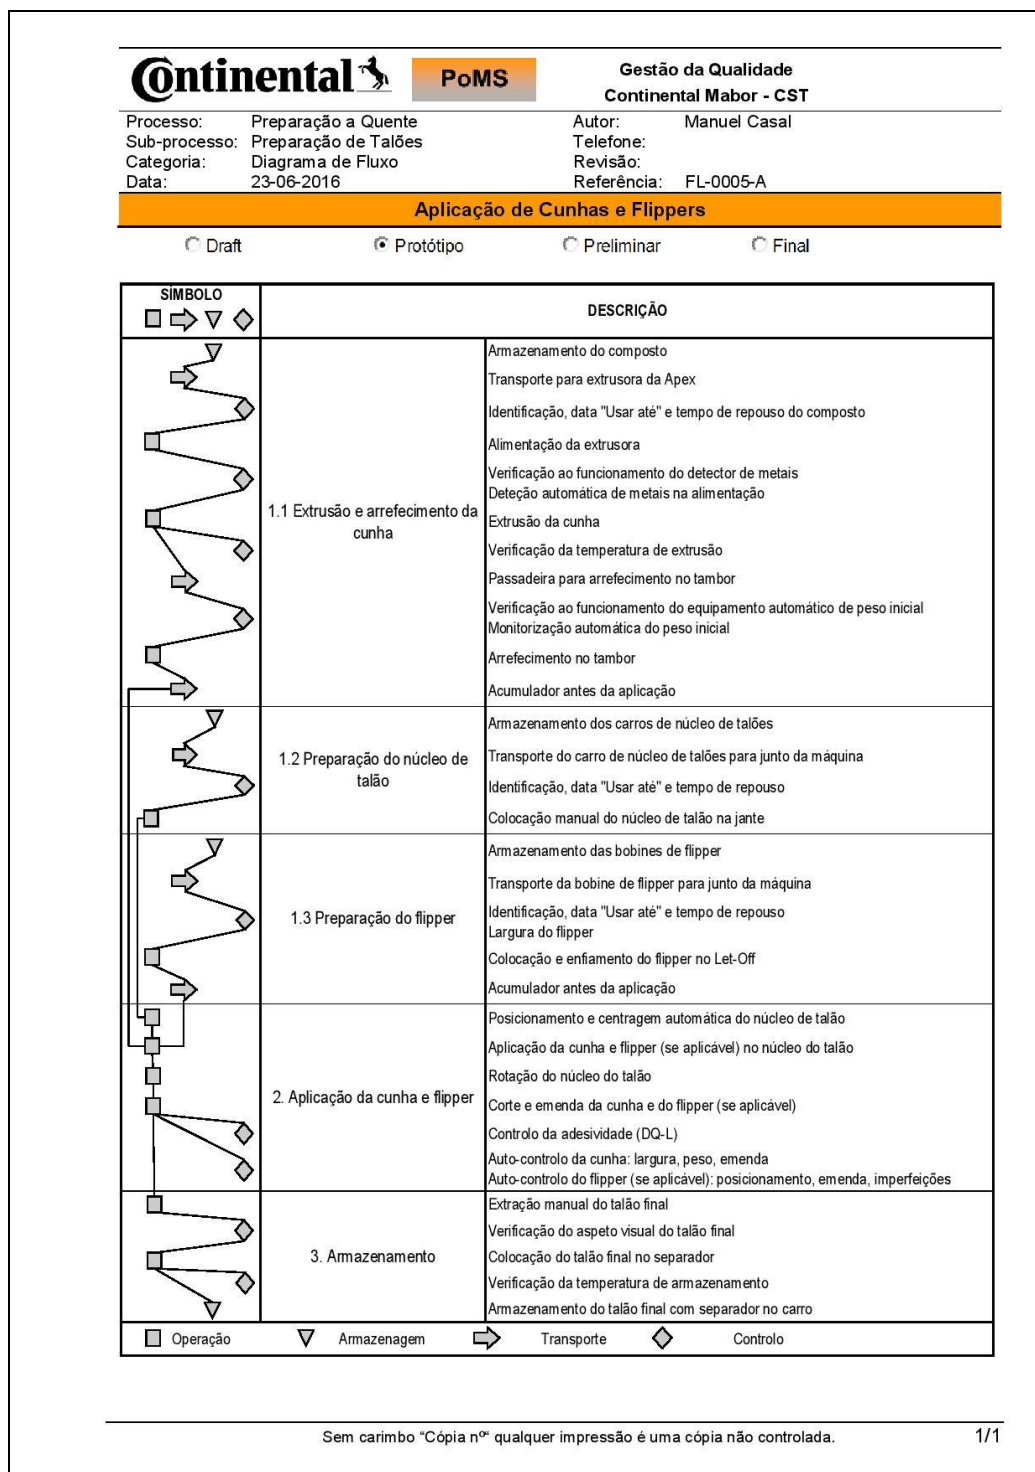 Continental
PoMS
Gestão da Qualidade
Continental Mabor - CST
Processo: Preparação a Quente
Autor: Manuel Casal
Sub-processo: Preparação de Talões
Telefone:
Categoria: Diagrama de Fluxo
Revisão:
Data: 23-06-2016
Referência: FL-0005-A
Aplicação de Cunhas e Flippers
Draft Protótipo Preliminar Final
SÍMBOLO
DESCRIÇÃO
1.1 Extrusão e arrefecimento da
cunha
Armazenamento do composto
Transporte para extrusora da Apex
Identificação, data "Usar até" e tempo de repouso do composto
Alimentação da extrusora
Verificação ao funcionamento do detector de metais
Deteção automática de metais na alimentação
Extrusão da cunha
Verificação da temperatura de extrusão
Passadeira para arrefecimento no tambor
Verificação ao funcionamento do equipamento automático de peso inicial
Monitorização automática do peso inicial
Arrefecimento no tambor
Acumulador antes da aplicação
1.2 Preparação do núcleo de
talão
Armazenamento dos carros de núcleo de talões
Transporte do carro de núcleo de talões para junto da máquina
Identificação, data "Usar até" e tempo de repouso
Colocação manual do núcleo de talão na jante
1.3 Preparação do flipper
Armazenamento das bobines de flipper
Transporte da bobine de flipper para junto da máquina
Identificação, data "Usar até" e tempo de repouso
Largura do flipper
Colocação e enfiamento do flipper no Let-Off
Acumulador antes da aplicação
2. Aplicação da cunha e flipper
Posicionamento e centragem automática do núcleo de talão
Aplicação da cunha e flipper (se aplicável) no núcleo do talão
Rotação do núcleo do talão
Corte e emenda da cunha e do flipper (se aplicável)
Controlo da adesividade (DQ-L)
Auto-controlo da cunha: largura, peso, emenda
Auto-controlo do flipper (se aplicável): posicionamento, emenda, imperfeições
3. Armazenamento
Extração manual do talão final
Verificação do aspeto visual do talão final
Colocação do talão final no separador
Verificação da temperatura de armazenamento
Armazenamento do talão final com separador no carro
Operação Armazenagem Transporte Controlo
Sem carimbo “Cópia nº“ qualquer impressão é uma cópia não controlada.
1/1